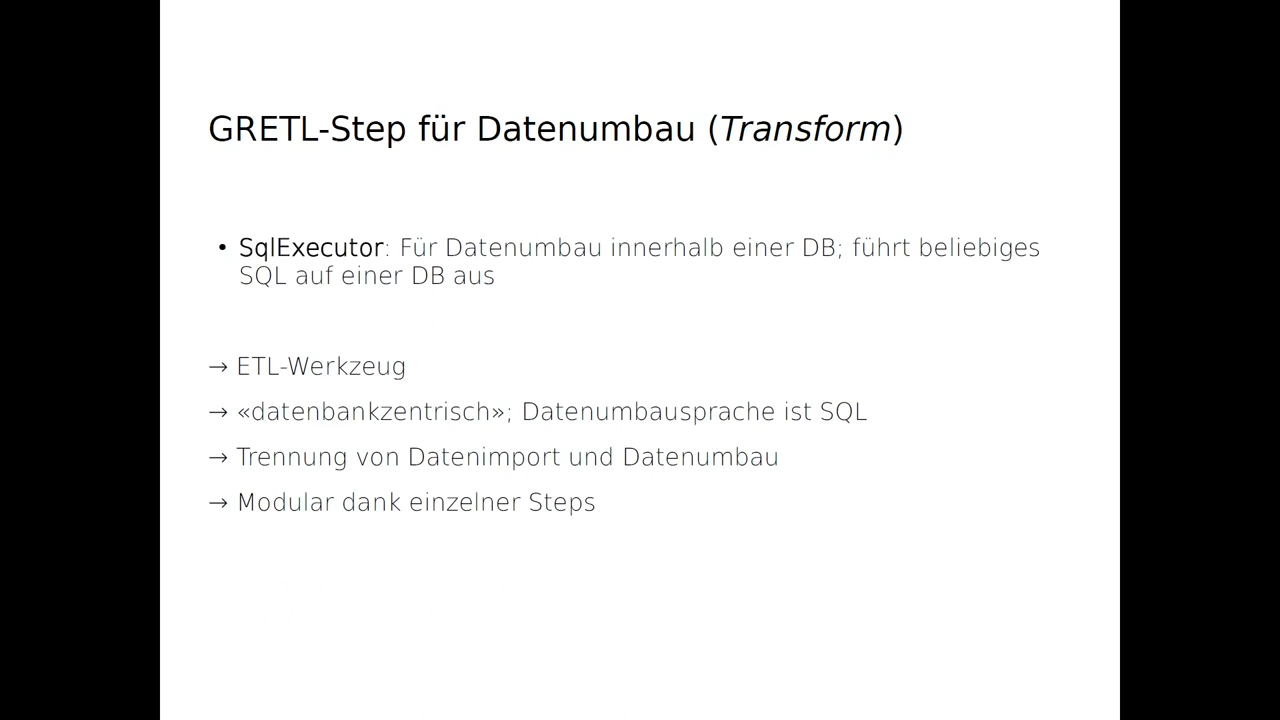 GRETL-Step für Datenumbau (Transform)
• SqlExecutor: Für Datenumbau innerhalb einer DB; führt beliebiges
SQL auf einer DB aus
→ ETL-Werkzeug
→ «datenbankzentrisch»; Datenumbausprache ist SQL
→ Trennung von Datenimport und Datenumbau
→ Modular dank einzelner Steps